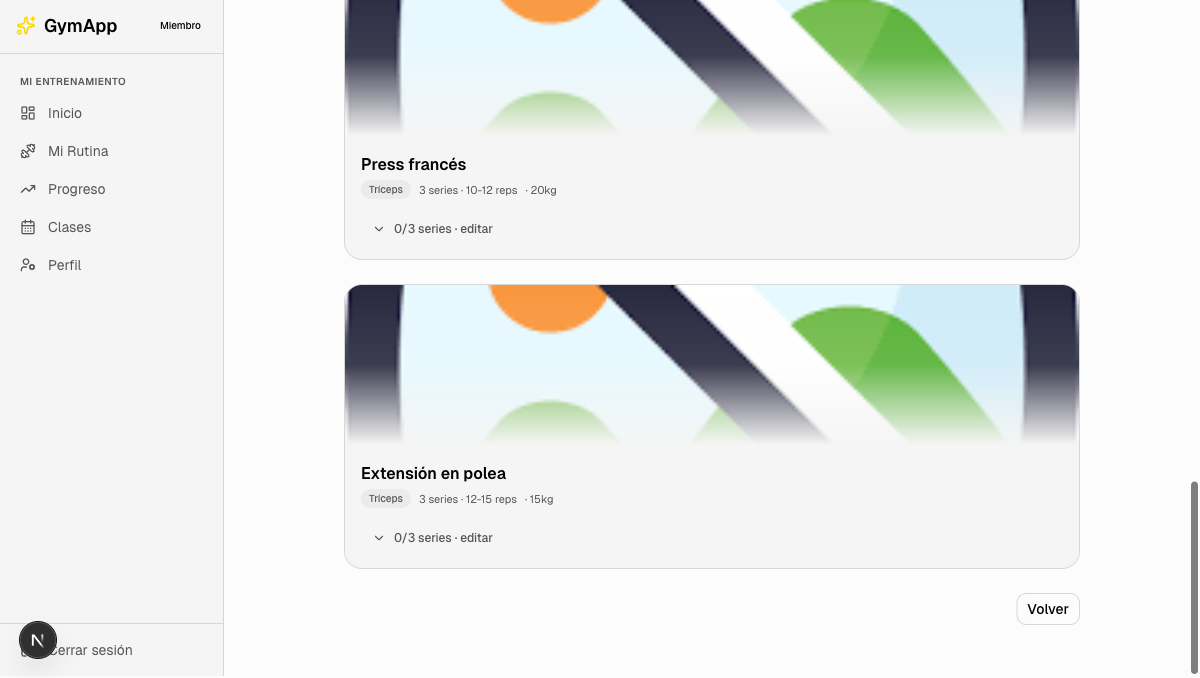 GymApp
Miembro
MI ENTRENAMIENTO
Inicio
Mi Rutina
Progreso
Clases
Perfil
N
Cerrar sesión
Press francés
Tríceps 3 series · 10-12 reps · 20kg
0/3 series · editar
Extensión en polea
Tríceps 3 series · 12-15 reps · 15kg
0/3 series · editar
Volver